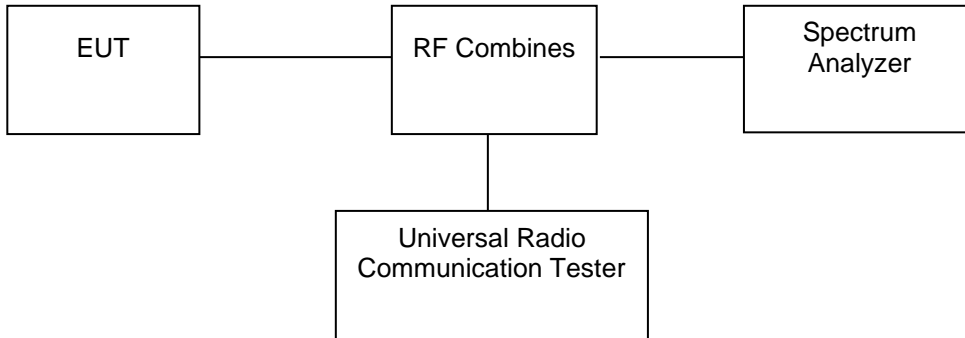 EUT
RF Combines
Spectrum
Analyzer
Universal Radio
Communication Tester